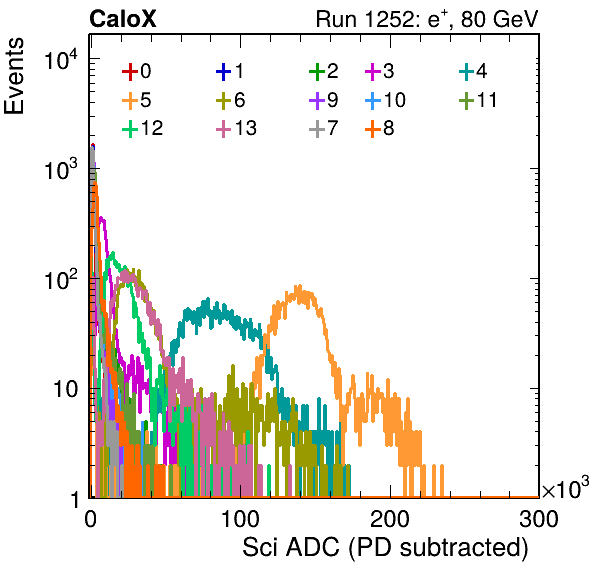 CaloX Run 1252: e⁺, 80 GeV
Events
10⁴
10³
10²
10
1
0 1 2 3 4
5 6 9 10 11
12 13 7 8
0 100 200 300
×10³
Sci ADC (PD subtracted)